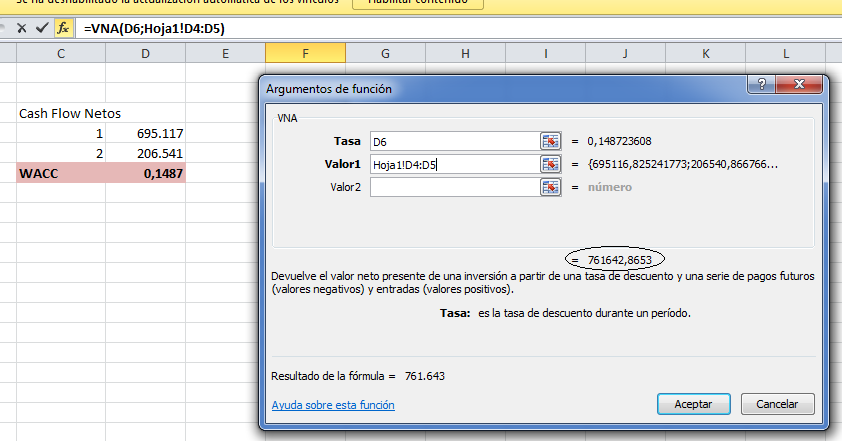 Se ha deshabilitado la actualización automática de los vínculos Habilitar contenido
fx =VNA(D6;Hoja1!D4:D5)
C D E F G H I J K L
Cash Flow Netos
1 695.117
2 206.541
WACC 0,1487
Argumentos de función
VNA
Tasa D6 = 0,148723608
Valor1 Hoja1!D4:D5 = {695116,825241773;206540,866766...
Valor2 = número
= 761642,8653
Devuelve el valor neto presente de una inversión a partir de una tasa de descuento y una serie de pagos futuros
(valores negativos) y entradas (valores positivos).
Tasa: es la tasa de descuento durante un período.
Resultado de la fórmula = 761.643
Ayuda sobre esta función
Aceptar Cancelar